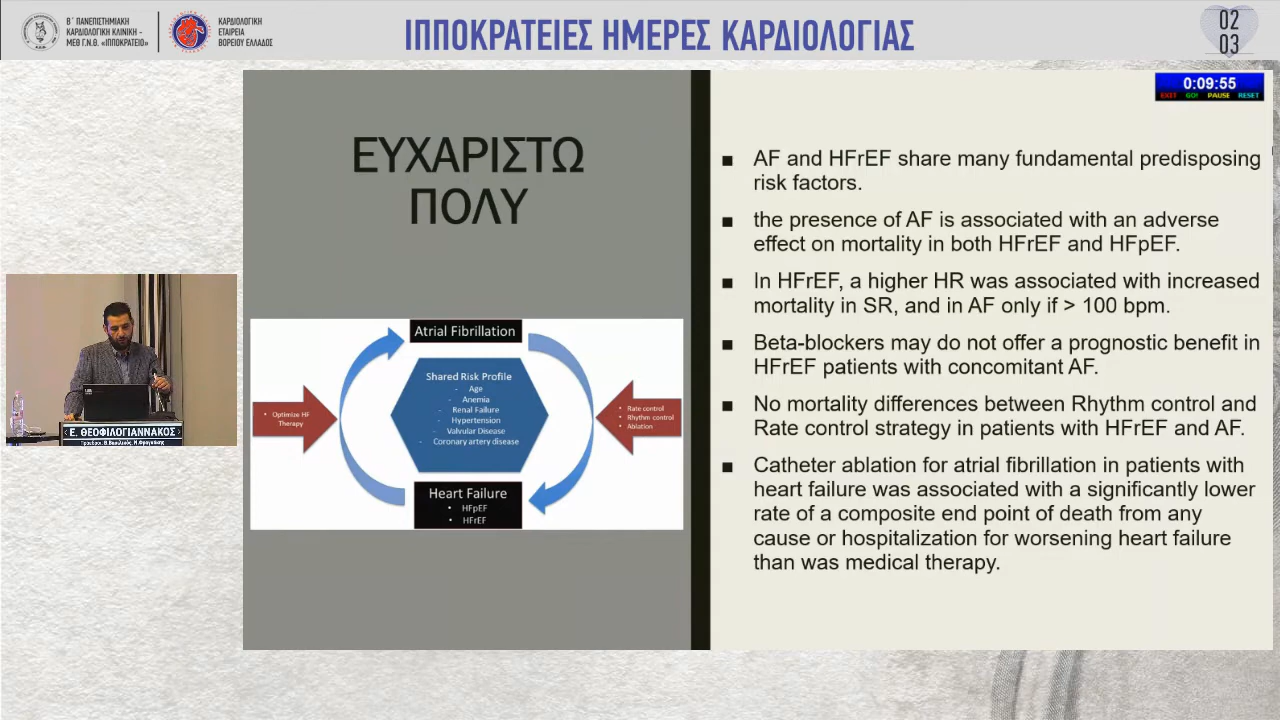 Β΄ ΠΑΝΕΠΙΣΤΗΜΙΑΚΗ
ΚΑΡΔΙΟΛΟΓΙΚΗ ΚΛΙΝΙΚΗ -
ΜΕΘ Γ.Ν.Θ. «ΙΠΠΟΚΡΑΤΕΙΟ»
ΚΑΡΔΙΟΛΟΓΙΚΗ
ΕΤΑΙΡΕΙΑ
ΒΟΡΕΙΟΥ ΕΛΛΑΔΟΣ
ΙΠΠΟΚΡΑΤΕΙΕΣ ΗΜΕΡΕΣ ΚΑΡΔΙΟΛΟΓΙΑΣ
02
03
0:09:55
EXIT GO! PAUSE RESET
ΕΥΧΑΡΙΣΤΩ
ΠΟΛΥ
Atrial Fibrillation
Shared Risk Profile
- Age
- Anemia
- Renal Failure
- Hypertension
- Valvular Disease
- Coronary artery disease
• Optimize HF
Therapy
• Rate control
• Rhythm control
• Ablation
Heart Failure
• HFpEF
• HFrEF
Ε. ΘΕΟΦΙΛΟΓΙΑΝΝΑΚΟΣ
▪ AF and HFrEF share many fundamental predisposing
risk factors.
▪ the presence of AF is associated with an adverse
effect on mortality in both HFrEF and HFpEF.
▪ In HFrEF, a higher HR was associated with increased
mortality in SR, and in AF only if > 100 bpm.
▪ Beta-blockers may do not offer a prognostic benefit in
HFrEF patients with concomitant AF.
▪ No mortality differences between Rhythm control and
Rate control strategy in patients with HFrEF and AF.
▪ Catheter ablation for atrial fibrillation in patients with
heart failure was associated with a significantly lower
rate of a composite end point of death from any
cause or hospitalization for worsening heart failure
than was medical therapy.